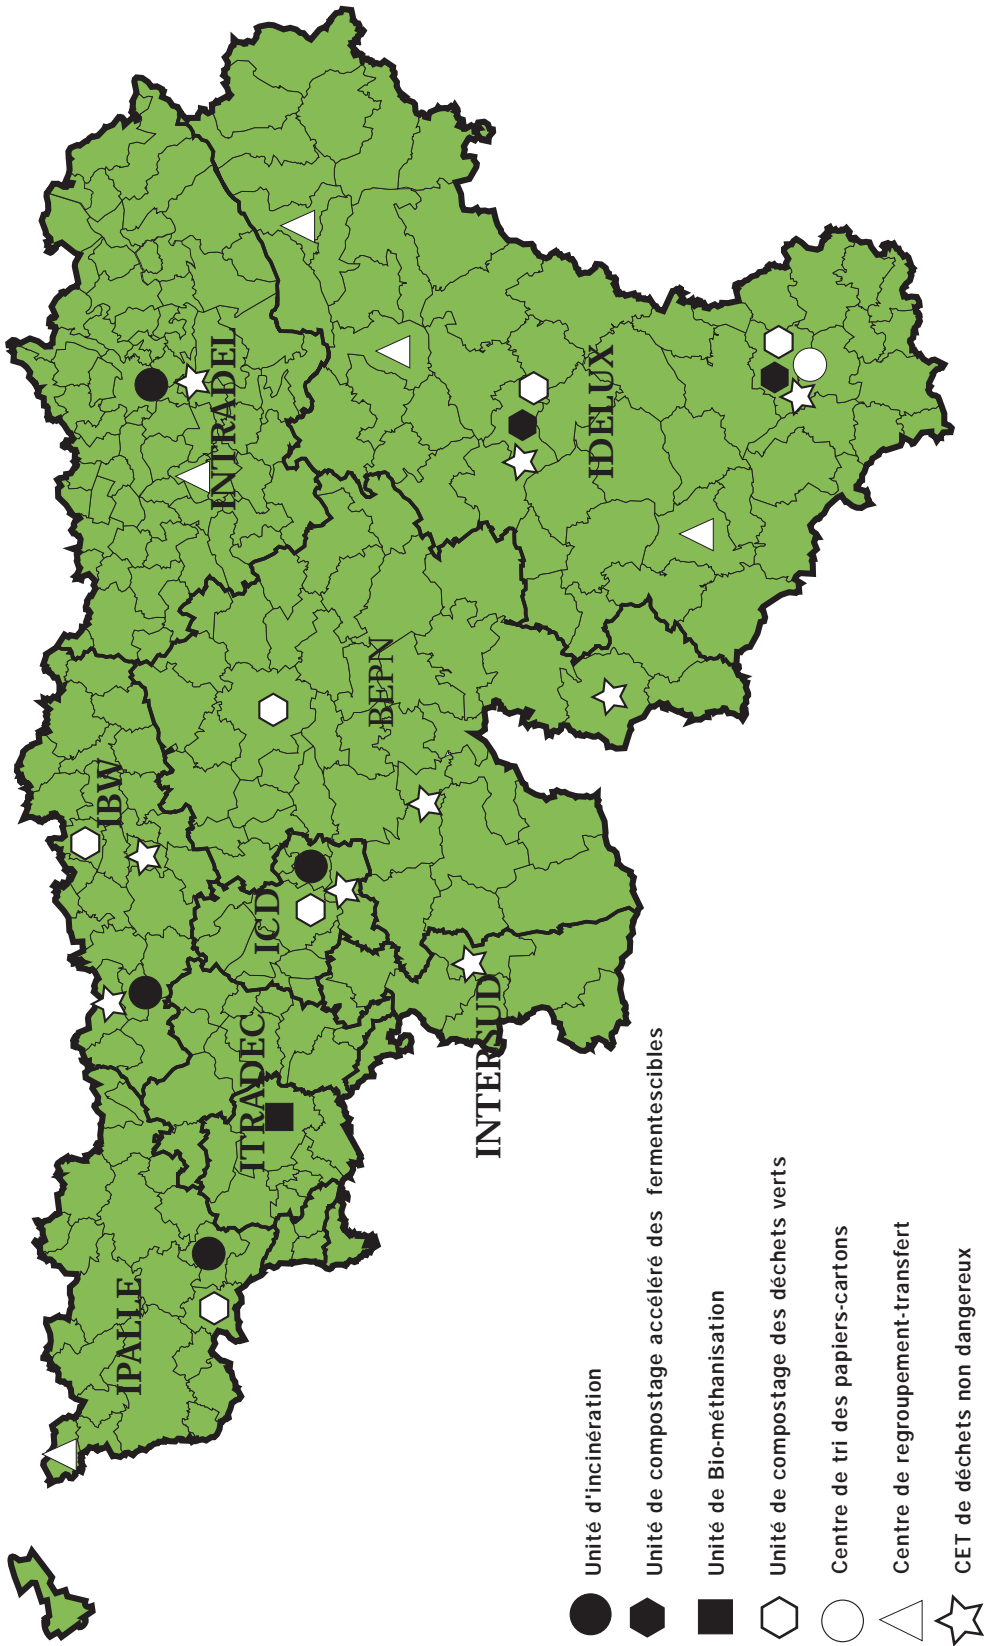 IPALLE
ITRADEC
ICD
IBW
BEPN
INTERSUD
INTRADEL
IDELUX
Unité d'incinération
Unité de compostage accéléré des fermentescibles
Unité de Bio-méthanisation
Unité de compostage des déchets verts
Centre de tri des papiers-cartons
Centre de regroupement-transfert
CET de déchets non dangereux